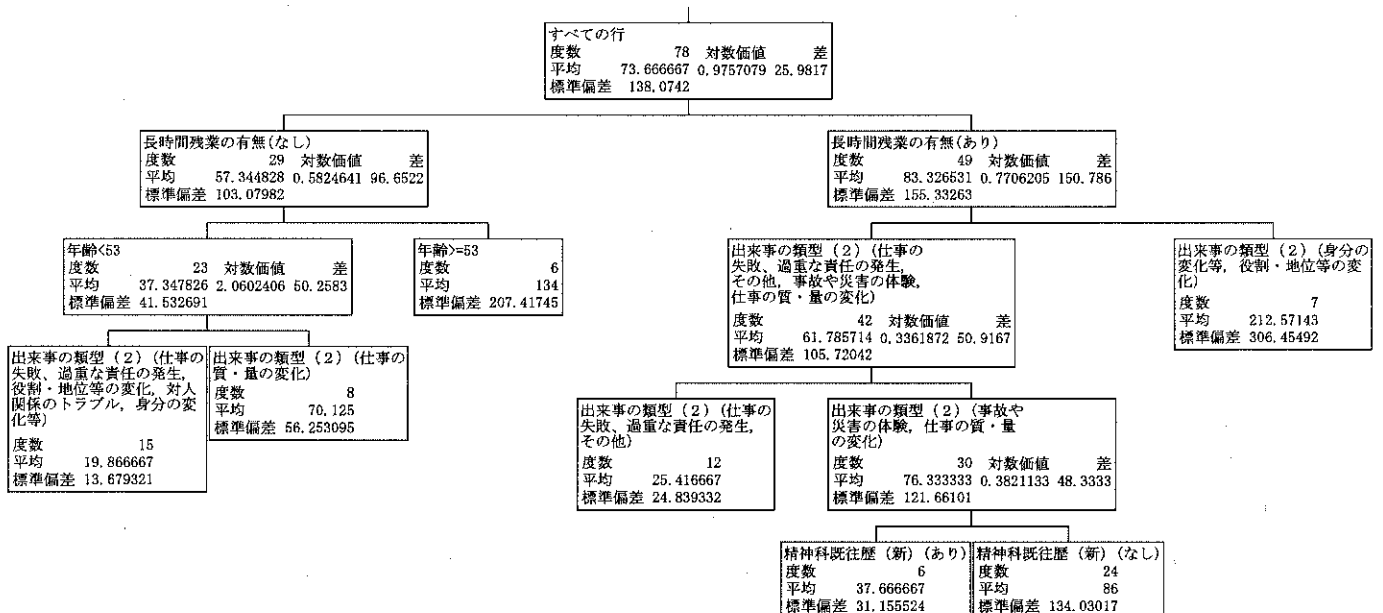 すべての行
度数 78 対数価値 差
平均 73.666667 0.9757079 25.9817
標準偏差 138.0742
長時間残業の有無(なし)
度数 29 対数価値 差
平均 57.344828 0.5824641 96.6522
標準偏差 103.07982
長時間残業の有無(あり)
度数 49 対数価値 差
平均 83.326531 0.7706205 150.786
標準偏差 155.33263
年齢<53
度数 23 対数価値 差
平均 37.347826 2.0602406 50.2583
標準偏差 41.532691
年齢>=53
度数 6
平均 134
標準偏差 207.41745
出来事の類型（2）(仕事の
失敗、過重な責任の発生,
その他, 事故や災害の体験,
仕事の質・量の変化)
度数 42 対数価値 差
平均 61.785714 0.3361872 50.9167
標準偏差 105.72042
出来事の類型（2）(身分の
変化等, 役割・地位等の変
化)
度数 7
平均 212.57143
標準偏差 306.45492
出来事の類型（2）(仕事の
失敗、過重な責任の発生,
役割・地位等の変化, 対人
関係のトラブル, 身分の変
化等)
度数 15
平均 19.866667
標準偏差 13.679321
出来事の類型（2）(仕事の
質・量の変化)
度数 8
平均 70.125
標準偏差 56.253095
出来事の類型（2）(仕事の
失敗、過重な責任の発生,
その他)
度数 12
平均 25.416667
標準偏差 24.839332
出来事の類型（2）(事故や
災害の体験, 仕事の質・量
の変化)
度数 30 対数価値 差
平均 76.333333 0.3821133 48.3333
標準偏差 121.66101
精神科既往歴（新）(あり)
度数 6
平均 37.666667
標準偏差 31.155524
精神科既往歴（新）(なし)
度数 24
平均 86
標準偏差 134.03017